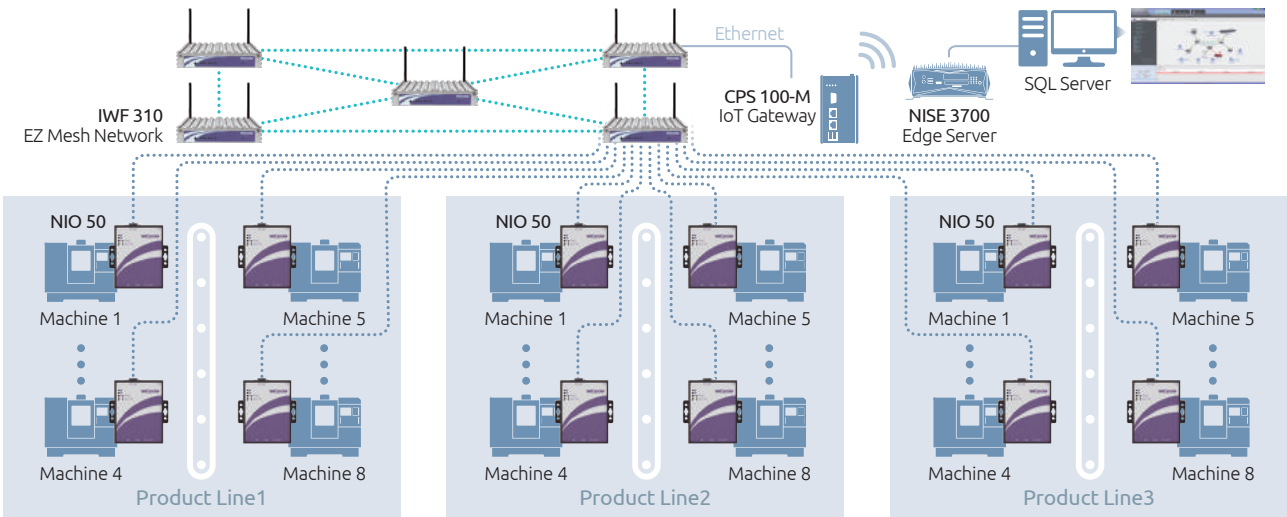 Ethernet
IWF 310
EZ Mesh Network
CPS 100-M
IoT Gateway
NISE 3700
Edge Server
SQL Server
NIO 50
Machine 1
Machine 5
Machine 4
Machine 8
Product Line1
NIO 50
Machine 1
Machine 5
Machine 4
Machine 8
Product Line2
NIO 50
Machine 1
Machine 5
Machine 4
Machine 8
Product Line3